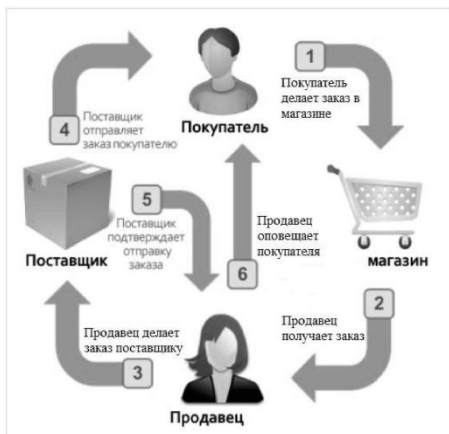 1
Покупатель
делает заказ в
магазине
Покупатель
4
Поставщик
отправляет
заказ покупателю
5
Поставщик
подтверждает
отправку
заказа
Продавец
оповещает
покупателя
6
Поставщик
магазин
2
Продавец
получает заказ
Продавец делает
заказ поставщику
3
Продавец